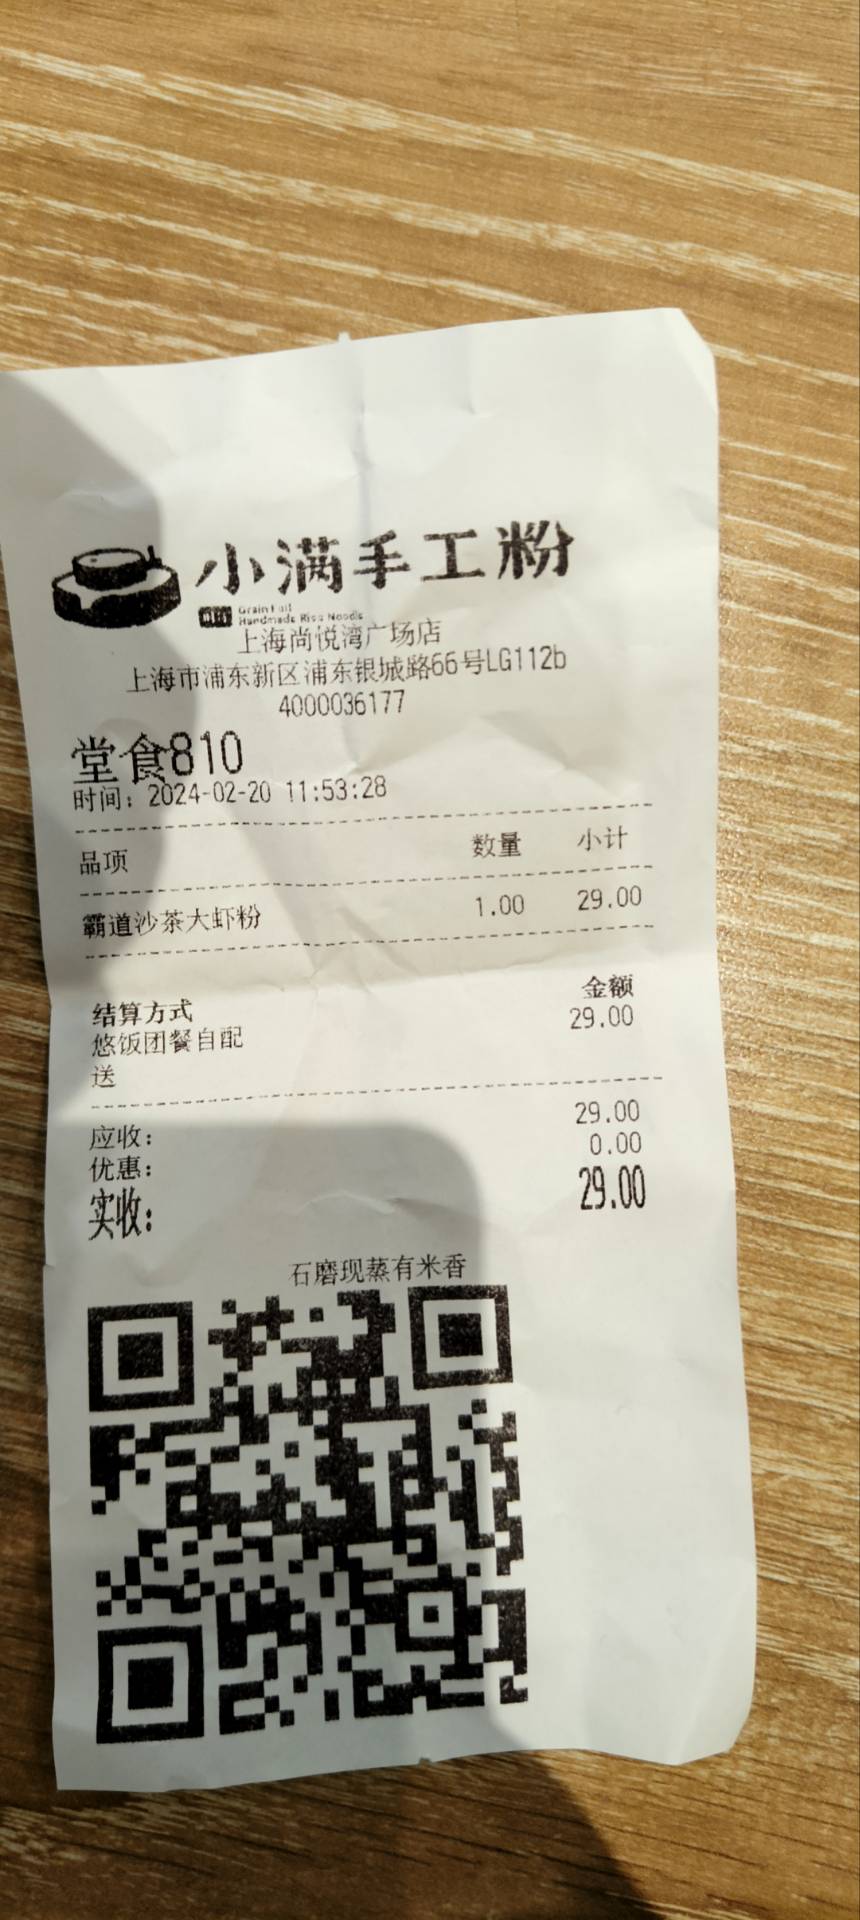 小满手工粉
Grain Full
Handmade Rice Noodle
上海尚悦湾广场店
上海市浦东新区浦东银城路66号LG112b
4000036177
堂食810
时间：2024-02-20 11:53:28
品项 数量 小计
霸道沙茶大虾粉 1.00 29.00
结算方式 金额
悠饭团餐自配 29.00
送
应收： 29.00
优惠： 0.00
实收： 29.00
石磨现蒸有米香